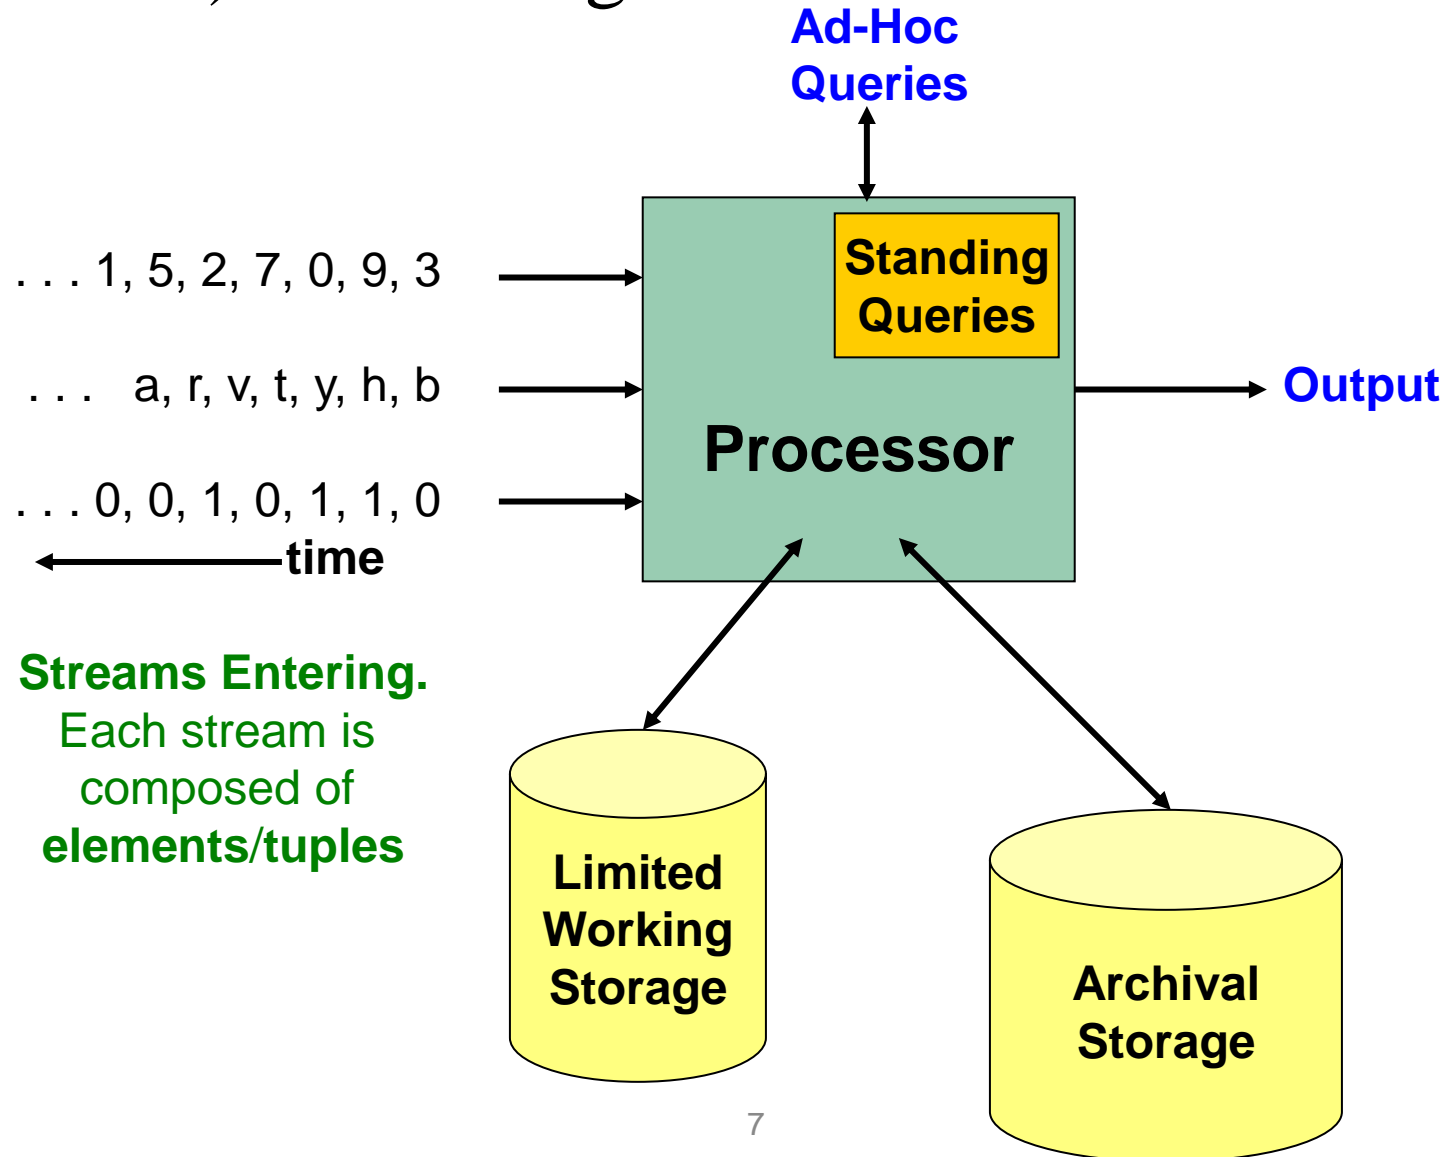 Ad-Hoc
Queries
Standing
Queries
. . . 1, 5, 2, 7, 0, 9, 3
. . . a, r, v, t, y, h, b
Output
Processor
. . . 0, 0, 1, 0, 1, 1, 0
time
Streams Entering.
Each stream is
composed of
elements/tuples
Limited
Working
Storage
Archival
Storage
7